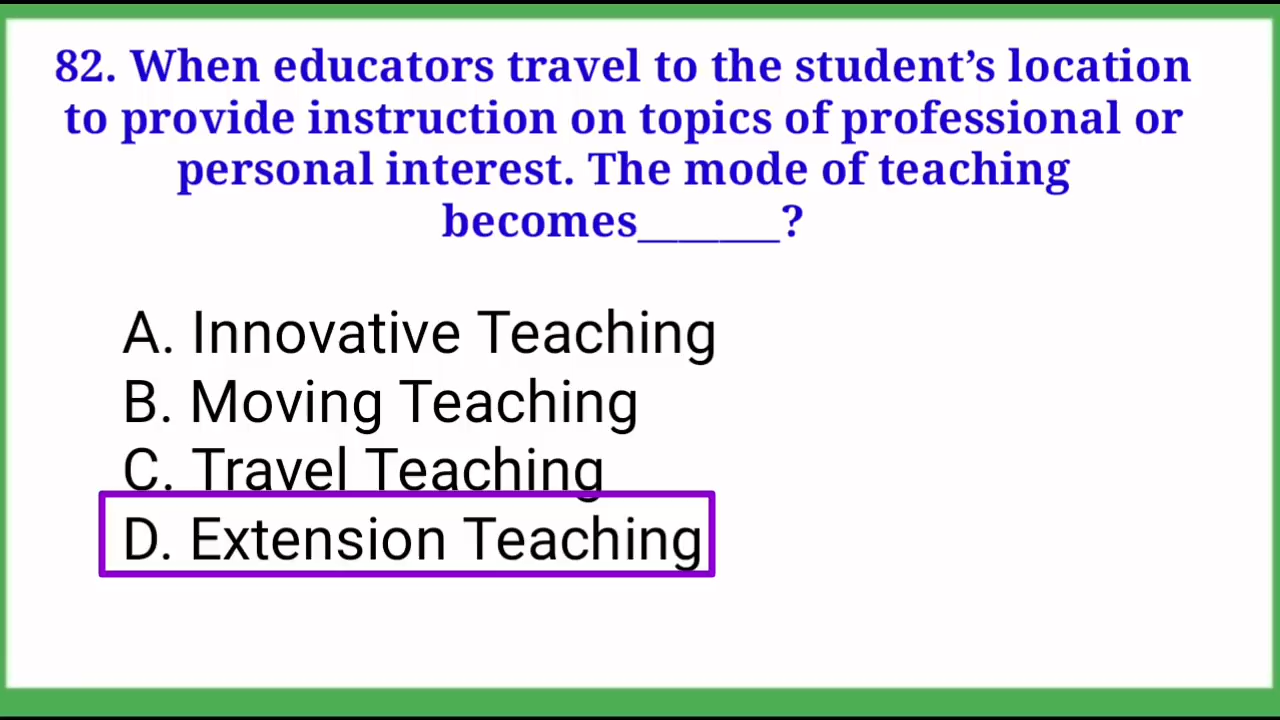 82. When educators travel to the student’s location
to provide instruction on topics of professional or
personal interest. The mode of teaching
becomes_______?
A. Innovative Teaching
B. Moving Teaching
C. Travel Teaching
D. Extension Teaching